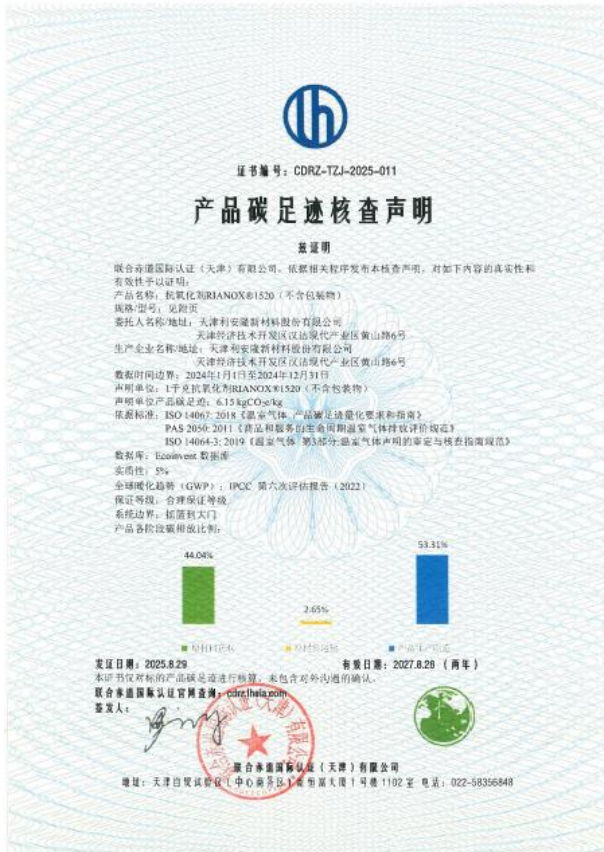 lh
证书编号：CDRZ-TZJ-2025-011
产品碳足迹核查声明
兹证明
联合赤道国际认证（天津）有限公司，依据相关程序发布本核查声明，对如下内容的真实性和
有效性予以证明：
产品名称：抗氧化剂RIANOX®1520（不含包装物）
规格/型号：见附页
委托人名称/地址：天津利安隆新材料股份有限公司
天津经济技术开发区汉沽现代产业区黄山路6号
生产企业名称/地址：天津利安隆新材料股份有限公司
天津经济技术开发区汉沽现代产业区黄山路6号
数据时间边界：2024年1月1日至2024年12月31日
声明单位：1千克抗氧化剂RIANOX®1520（不含包装物）
声明单位产品碳足迹：6.15 kgCO₂e/kg
依据标准：ISO 14067: 2018《温室气体 产品碳足迹量化要求和指南》
PAS 2050: 2011《商品和服务的生命周期温室气体排放评价规范》
ISO 14064-3: 2019《温室气体 第3部分:温室气体声明的审定与核查指南规范》
数据库：Ecoinvent 数据库
实质性：5%
全球暖化趋势（GWP）：IPCC 第六次评估报告（2022）
保证等级：合理保证等级
系统边界：摇篮到大门
产品各阶段碳排放比例：
44.04%
2.65%
53.31%
发证日期：2025.8.29
有效日期：2027.8.28（两年）
本证书仅对标的产品碳足迹进行核算，未包含对外沟通的确认。
联合赤道国际认证官网查询：cdrz.lhela.com
签发人：
联合赤道国际认证（天津）有限公司
地址：天津自贸试验区（中心商务区）新恒富大厦1号楼1102室 电话：022-58356848